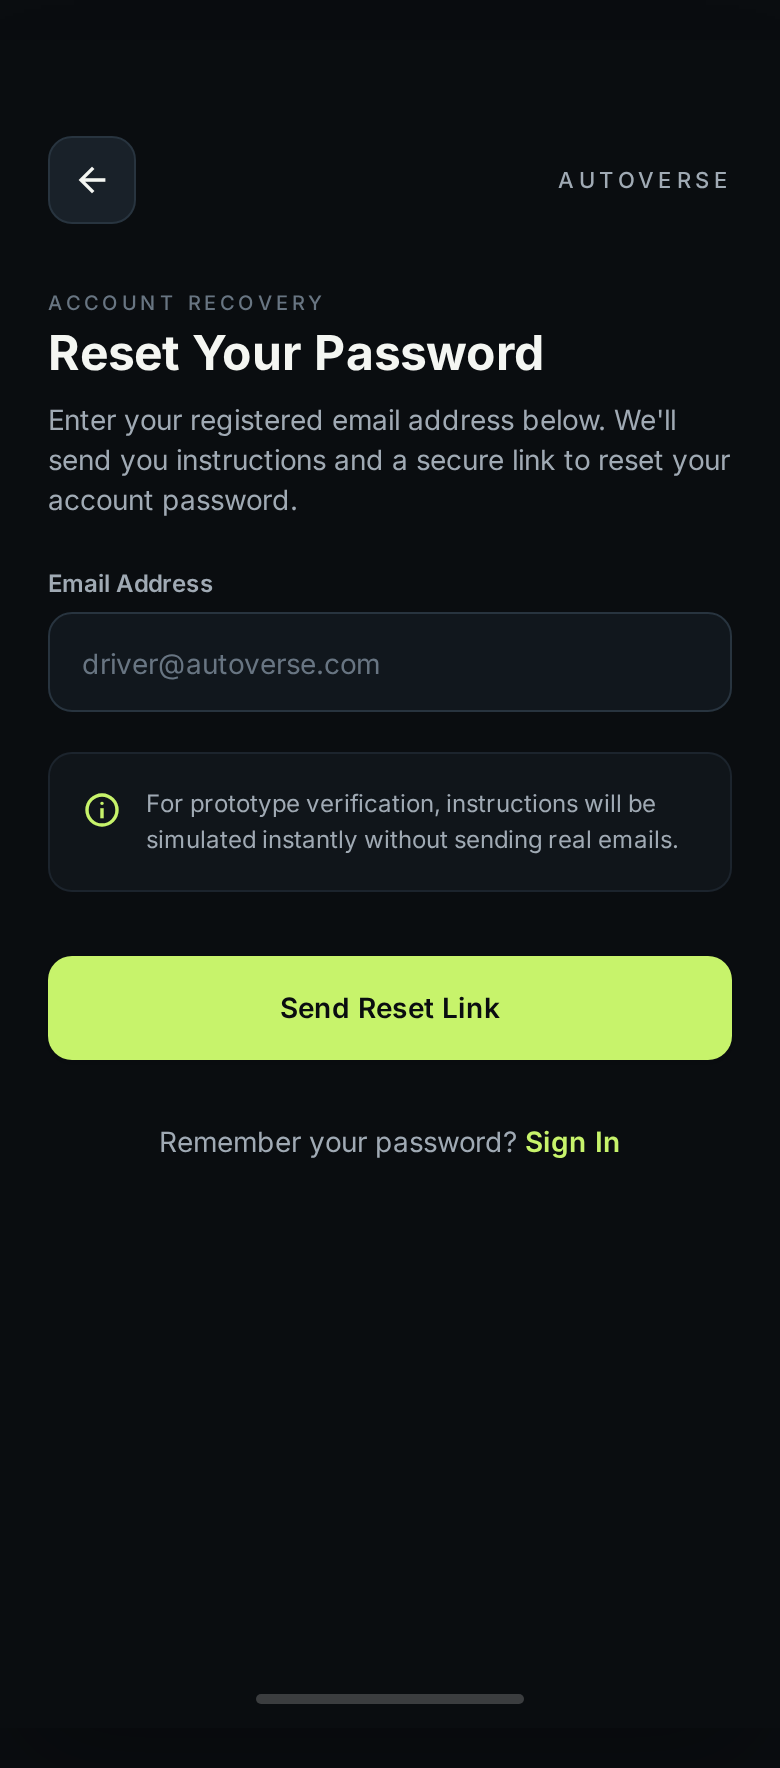 AUTOVERSE
ACCOUNT RECOVERY
Reset Your Password
Enter your registered email address below. We'll
send you instructions and a secure link to reset your
account password.
Email Address
driver@autoverse.com
For prototype verification, instructions will be
simulated instantly without sending real emails.
Send Reset Link
Remember your password? Sign In